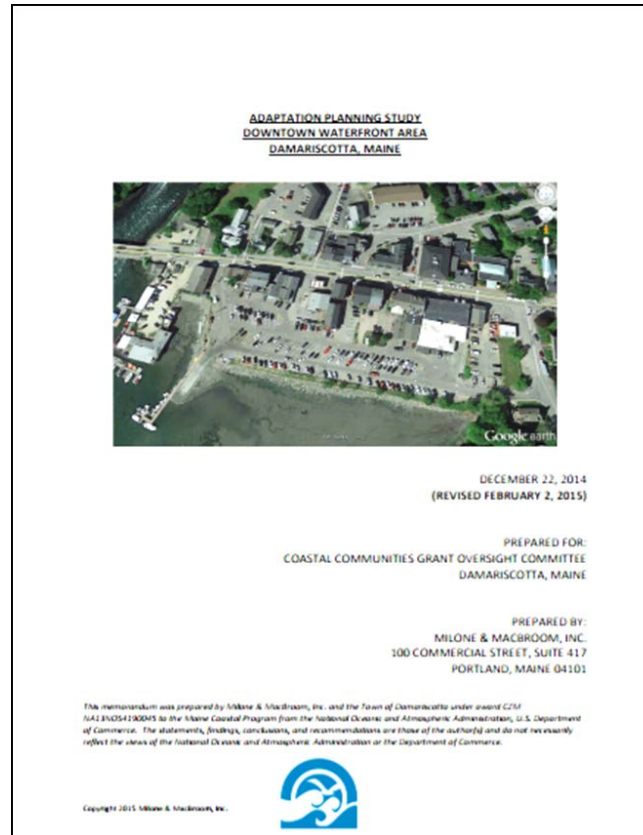 ADAPTATION PLANNING STUDY
DOWNTOWN WATERFRONT AREA
DAMARISCOTTA, MAINE
Google earth
DECEMBER 22, 2014
(REVISED FEBRUARY 2, 2015)
PREPARED FOR:
COASTAL COMMUNITIES GRANT OVERSIGHT COMMITTEE
DAMARISCOTTA, MAINE
PREPARED BY:
MILONE & MACBROOM, INC.
100 COMMERCIAL STREET, SUITE 417
PORTLAND, MAINE 04101
This memorandum was prepared by Milone & MacBroom, Inc. and the Town of Damariscotta under award CZM
NA13NOS4190045 to the Maine Coastal Program from the National Oceanic and Atmospheric Administration, U.S. Department
of Commerce. The statements, findings, conclusions, and recommendations are those of the author(s) and do not necessarily
reflect the views of the National Oceanic and Atmospheric Administration or the Department of Commerce.
Copyright 2015 Milone & MacBroom, Inc.